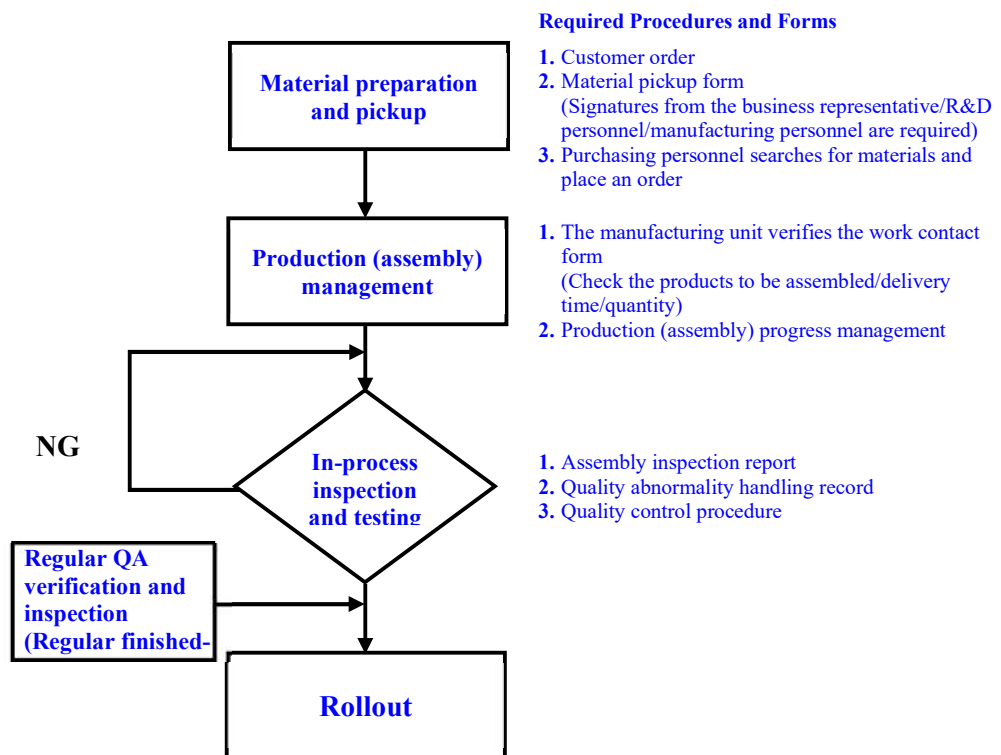 Required Procedures and Forms
Material preparation
and pickup
1. Customer order
2. Material pickup form
(Signatures from the business representative/R&D
personnel/manufacturing personnel are required)
3. Purchasing personnel searches for materials and
place an order
Production (assembly)
management
1. The manufacturing unit verifies the work contact
form
(Check the products to be assembled/delivery
time/quantity)
2. Production (assembly) progress management
NG
In-process
inspection
and testing
1. Assembly inspection report
2. Quality abnormality handling record
3. Quality control procedure
Regular QA
verification and
inspection
(Regular finished-
Rollout